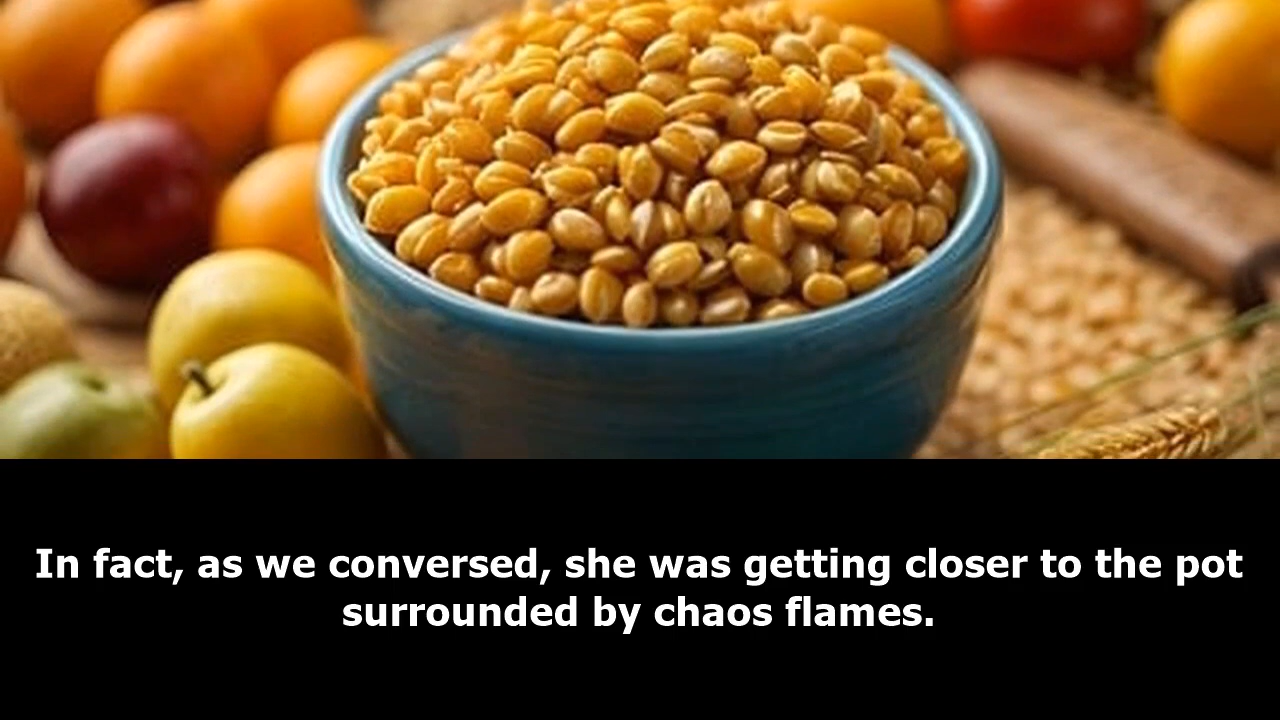 In fact, as we conversed, she was getting closer to the pot
surrounded by chaos flames.